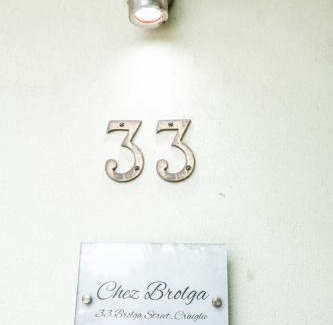 33
Chez Brolga
33 Brolga Street, Craiglie